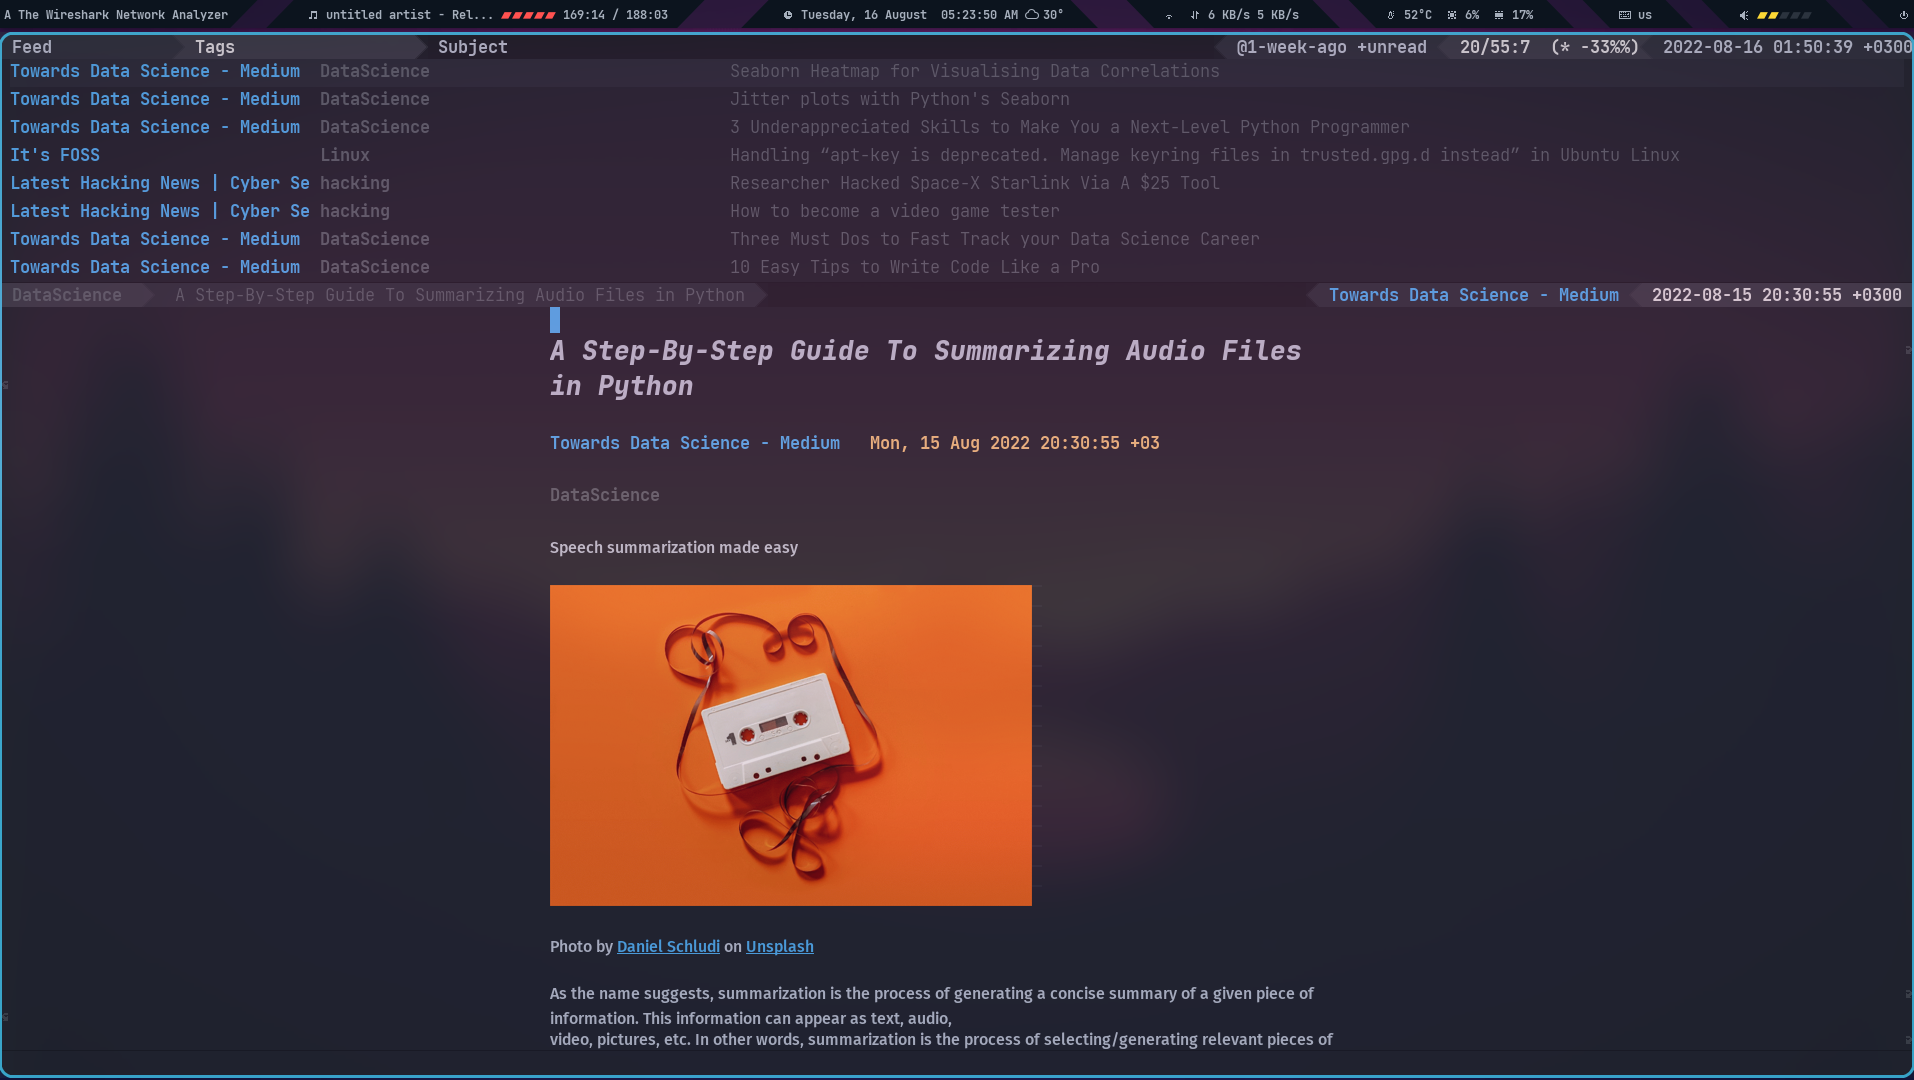 A The Wireshark Network Analyzer
untitled artist - Rel... 169:14 / 188:03
Tuesday, 16 August 05:23:50 AM 30°
6 KB/s 5 KB/s
52°C 6% 17%
us
Feed Tags Subject @1-week-ago +unread 20/55:7 (* -33%%) 2022-08-16 01:50:39 +0300
Towards Data Science - Medium DataScience Seaborn Heatmap for Visualising Data Correlations
Towards Data Science - Medium DataScience Jitter plots with Python's Seaborn
Towards Data Science - Medium DataScience 3 Underappreciated Skills to Make You a Next-Level Python Programmer
It's FOSS Linux Handling “apt-key is deprecated. Manage keyring files in trusted.gpg.d instead” in Ubuntu Linux
Latest Hacking News | Cyber Se hacking Researcher Hacked Space-X Starlink Via A $25 Tool
Latest Hacking News | Cyber Se hacking How to become a video game tester
Towards Data Science - Medium DataScience Three Must Dos to Fast Track your Data Science Career
Towards Data Science - Medium DataScience 10 Easy Tips to Write Code Like a Pro
DataScience A Step-By-Step Guide To Summarizing Audio Files in Python Towards Data Science - Medium 2022-08-15 20:30:55 +0300
A Step-By-Step Guide To Summarizing Audio Files
in Python
Towards Data Science - Medium Mon, 15 Aug 2022 20:30:55 +03
DataScience
Speech summarization made easy
1
Photo by Daniel Schludi on Unsplash
As the name suggests, summarization is the process of generating a concise summary of a given piece of
information. This information can appear as text, audio,
video, pictures, etc. In other words, summarization is the process of selecting/generating relevant pieces of